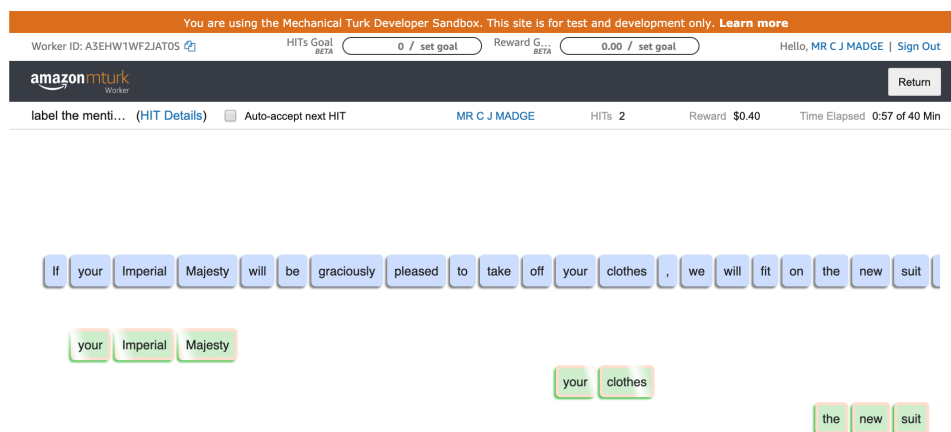 You are using the Mechanical Turk Developer Sandbox. This site is for test and development only. Learn more
Worker ID: A3EHW1WF2JAT0S HITs Goal BETA 0 / set goal Reward G... BETA 0.00 / set goal Hello, MR C J MADGE | Sign Out
amazonmturk Worker Return
label the menti... (HIT Details) Auto-accept next HIT MR C J MADGE HITs 2 Reward $0.40 Time Elapsed 0:57 of 40 Min
If your Imperial Majesty will be graciously pleased to take off your clothes , we will fit on the new suit
your Imperial Majesty
your clothes
the new suit